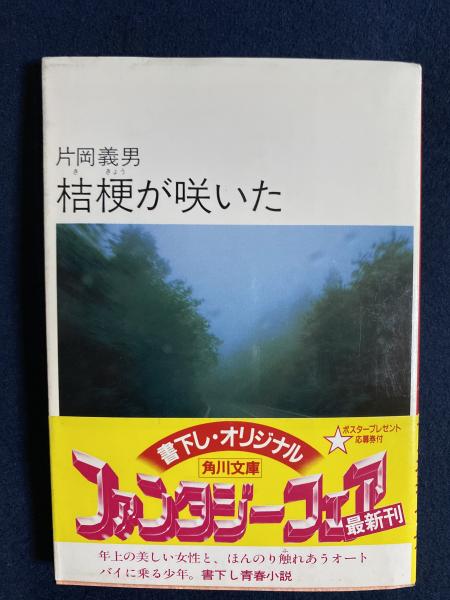 片岡義男
き きょう
桔梗が咲いた
書下し・オリジナル
ポスタープレゼント
応募券付
角川文庫
ファンタジーフェア
最新刊
年上の美しい女性と、ほんのり触れあうオート
バイに乗る少年。書下し青春小説